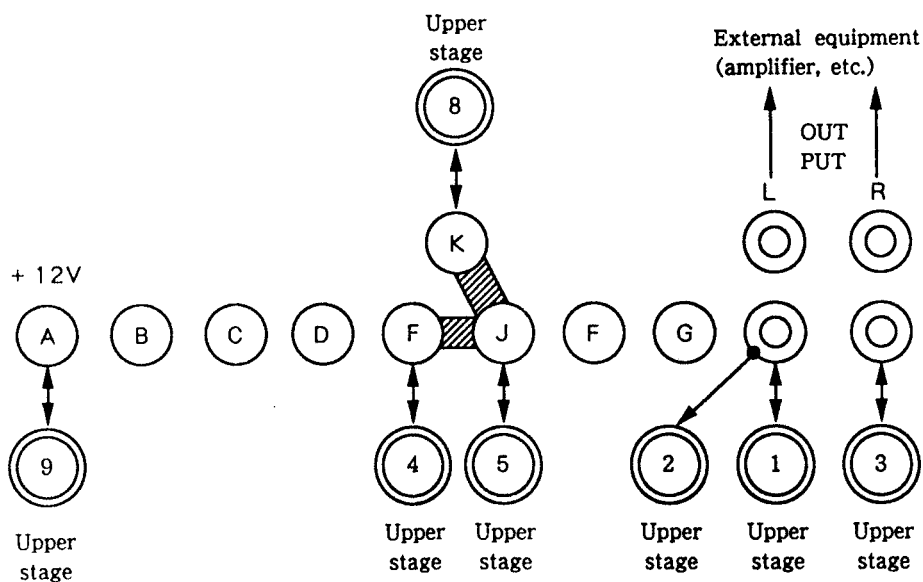 Upper
stage
8
External equipment
(amplifier, etc.)
OUT
PUT
L
R
K
+ 12V
A
B
C
D
F
J
F
G
9
4
5
2
1
3
Upper
stage
Upper
stage
Upper
stage
Upper
stage
Upper
stage
Upper
stage